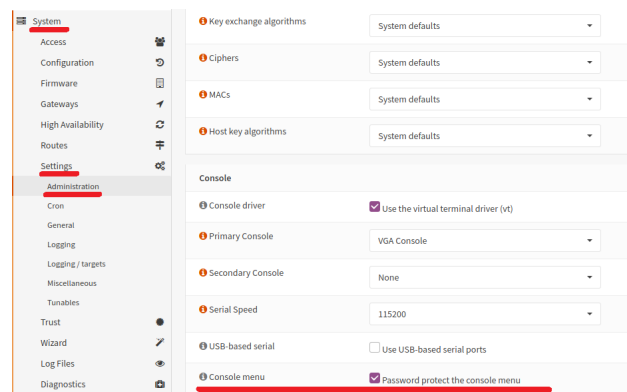 System
Access
Configuration
Firmware
Gateways
High Availability
Routes
Settings
Administration
Cron
General
Logging
Logging / targets
Miscellaneous
Tunables
Trust
Wizard
Log Files
Diagnostics
Key exchange algorithms System defaults
Ciphers System defaults
MACs System defaults
Host key algorithms System defaults
Console
Console driver Use the virtual terminal driver (vt)
Primary Console VGA Console
Secondary Console None
Serial Speed 115200
USB-based serial Use USB-based serial ports
Console menu Password protect the console menu